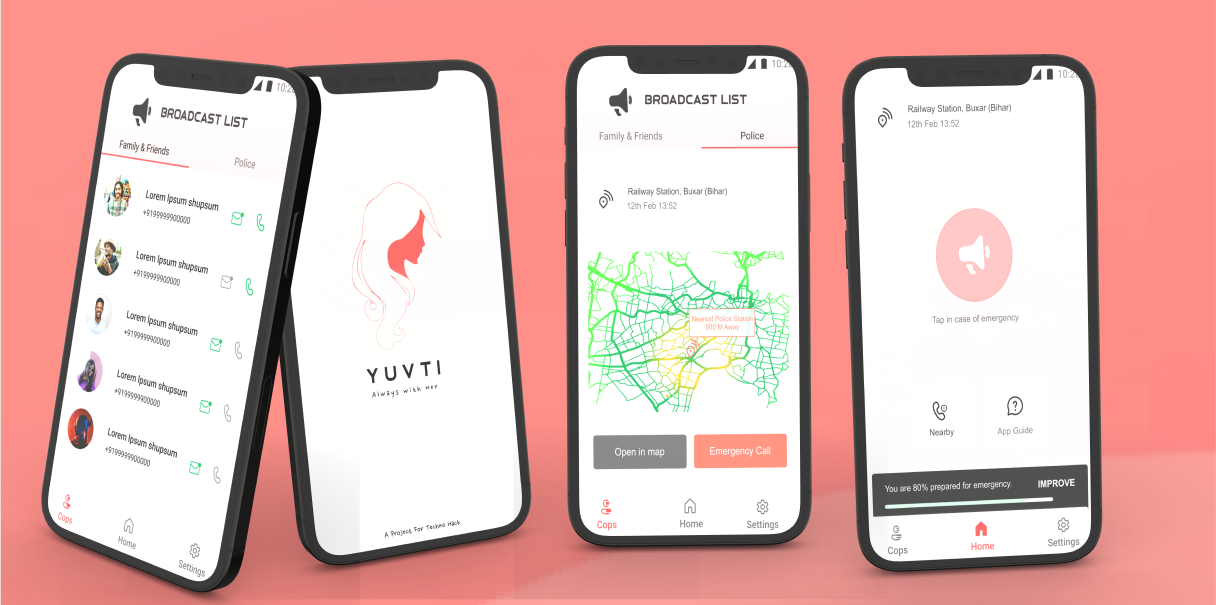 10:2
BROADCAST LIST
Family & Friends
Police
Lorem Ipsum shupsum
+9199999900000
Lorem Ipsum shupsum
+9199999900000
Lorem Ipsum shupsum
+9199999900000
Lorem Ipsum shupsum
+9199999900000
Lorem Ipsum shupsum
+9199999900000
Cops
Home
Settings
YUVTI
Always with Her
A Project For Techno Hack
10:2
BROADCAST LIST
Family & Friends
Police
Railway Station, Buxar (Bihar)
12th Feb 13:52
Nearest Police Station
500 M Away
Open in map
Emergency Call
Cops
Home
Settings
10:2
Railway Station, Buxar (Bihar)
12th Feb 13:52
Tap in case of emergency
Nearby
App Guide
You are 80% prepared for emergency.
IMPROVE
Cops
Home
Settings